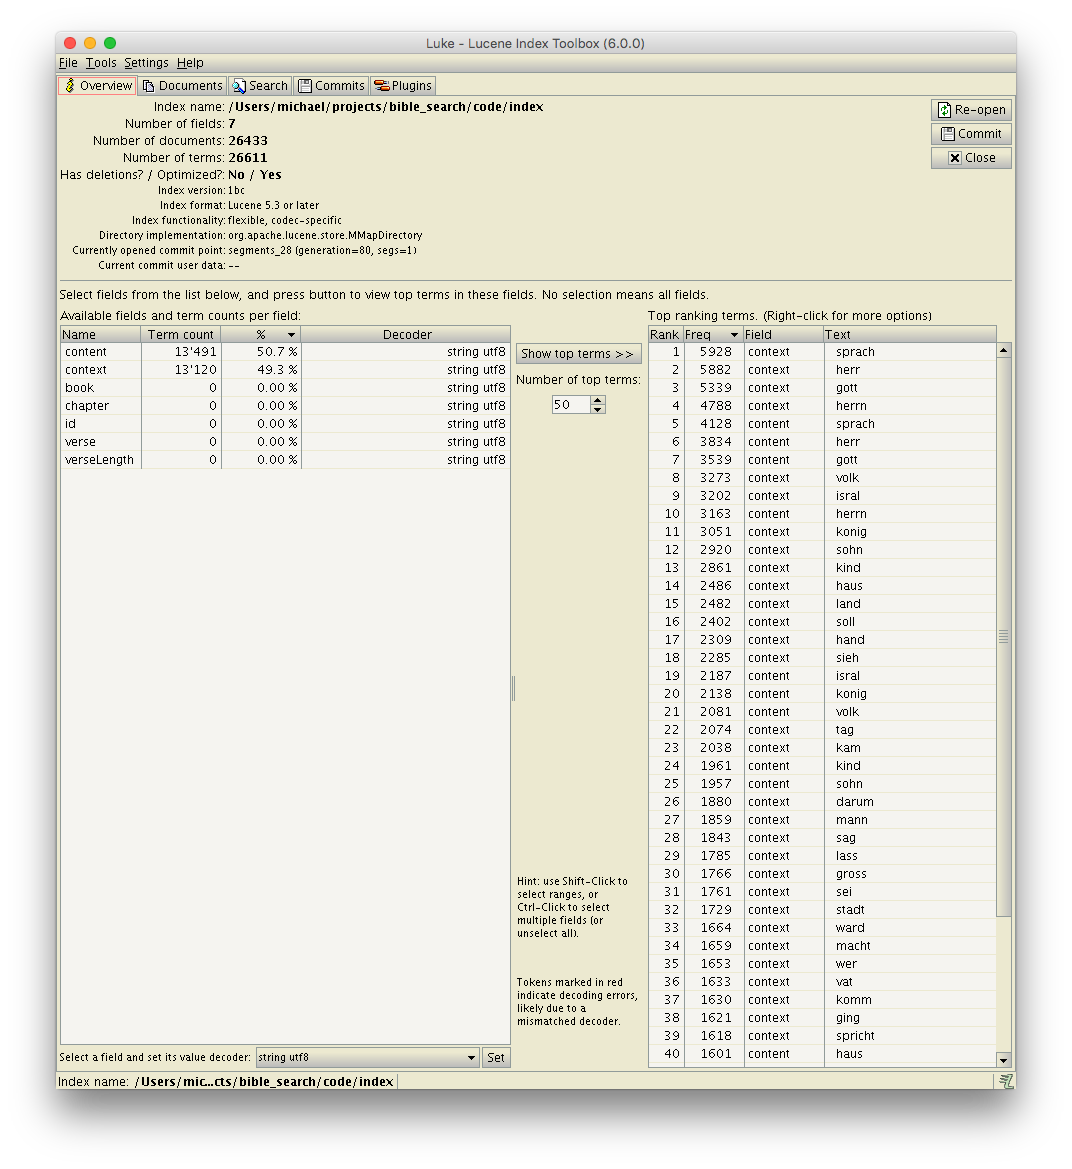 Luke - Lucene Index Toolbox (6.0.0)
File Tools Settings Help
Overview Documents Search Commits Plugins
Index name: /Users/michael/projects/bible_search/code/index
Number of fields: 7
Number of documents: 26433
Number of terms: 26611
Has deletions? / Optimized?: No / Yes
Index version: 1bc
Index format: Lucene 5.3 or later
Index functionality: flexible, codec-specific
Directory implementation: org.apache.lucene.store.MMapDirectory
Currently opened commit point: segments_28 (generation=80, segs=1)
Current commit user data: --
Re-open
Commit
Close
Select fields from the list below, and press button to view top terms in these fields. No selection means all fields.
Available fields and term counts per field:
Name Term count % Decoder
content 13'491 50.7 % string utf8
context 13'120 49.3 % string utf8
book 0 0.00 % string utf8
chapter 0 0.00 % string utf8
id 0 0.00 % string utf8
verse 0 0.00 % string utf8
verseLength 0 0.00 % string utf8
Show top terms >>
Number of top terms:
50
Hint: use Shift-Click to
select ranges, or
Ctrl-Click to select
multiple fields (or
unselect all).
Tokens marked in red
indicate decoding errors,
likely due to a
mismatched decoder.
Top ranking terms. (Right-click for more options)
Rank Freq Field Text
1 5928 context sprach
2 5882 context herr
3 5339 context gott
4 4788 context herrn
5 4128 content sprach
6 3834 content herr
7 3539 content gott
8 3273 context volk
9 3202 context isral
10 3163 content herrn
11 3051 context konig
12 2920 context sohn
13 2861 context kind
14 2486 context haus
15 2482 context land
16 2402 context soll
17 2309 context hand
18 2285 context sieh
19 2187 content isral
20 2138 content konig
21 2081 content volk
22 2074 context tag
23 2038 context kam
24 1961 content kind
25 1957 content sohn
26 1880 context darum
27 1859 context mann
28 1843 context sag
29 1785 context lass
30 1766 context gross
31 1761 context sei
32 1729 context stadt
33 1664 context ward
34 1659 context macht
35 1653 context wer
36 1633 context vat
37 1630 context komm
38 1621 context ging
39 1618 context spricht
40 1601 content haus
Select a field and set its value decoder: string utf8 Set
Index name: /Users/mic...cts/bible_search/code/index